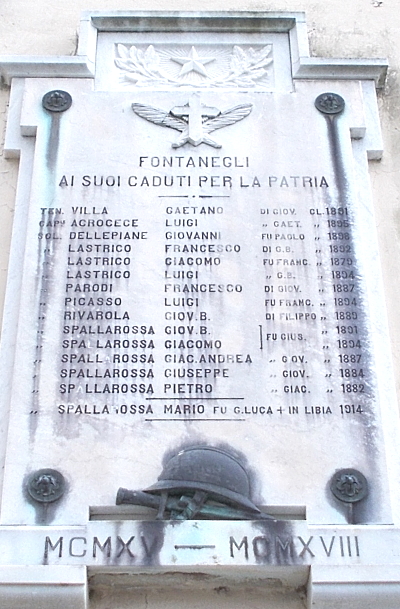 FONTANEGLI
AI SUOI CADUTI PER LA PATRIA
TEN. VILLA GAETANO DI GIOV. CL. 1891
CAP. AGROCECE LUIGI " GAET. " 1895
SOL. DELLEPIANE GIOVANNI FU PAOLO " 1898
" LASTRICO FRANCESCO DI G.B. " 1892
" LASTRICO GIACOMO FU FRANC. " 1879
" LASTRICO LUIGI " G.B. " 1894
" PARODI FRANCESCO DI GIOV. " 1887
" PICASSO LUIGI FU FRANC. " 1894
" RIVAROLA GIOV.B. DI FILIPPO " 1889
" SPALLAROSSA GIOV.B. FU GIUS. " 1891
" SPALLAROSSA GIACOMO " 1894
" SPALLAROSSA GIAC.ANDREA " GIOV. " 1887
" SPALLAROSSA GIUSEPPE " GIOV. " 1884
" SPALLAROSSA PIETRO " GIAC. " 1882
" SPALLAROSSA MARIO FU G.LUCA + IN LIBIA 1914
MCMXV — MCMXVIII